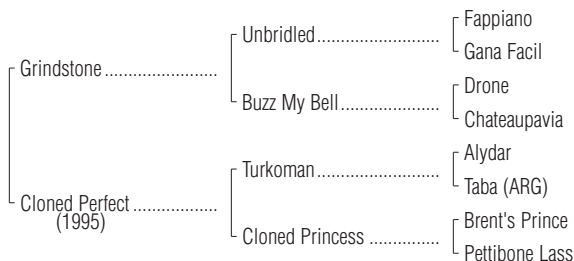 Fappiano
Unbridled
Gana Facil
Grindstone
Drone
Buzz My Bell
Chateaupavia
Alydar
Turkoman
Taba (ARG)
Cloned Perfect
(1995)
Brent's Prince
Cloned Princess
Pettibone Lass